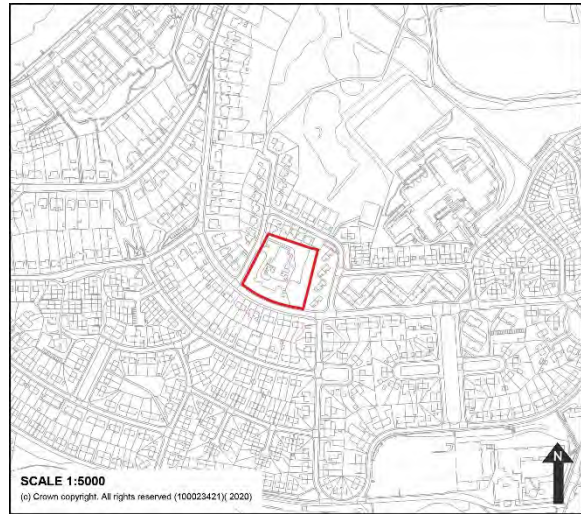 N
SCALE 1:5000
(c) Crown copyright. All rights reserved (100023421)( 2020)